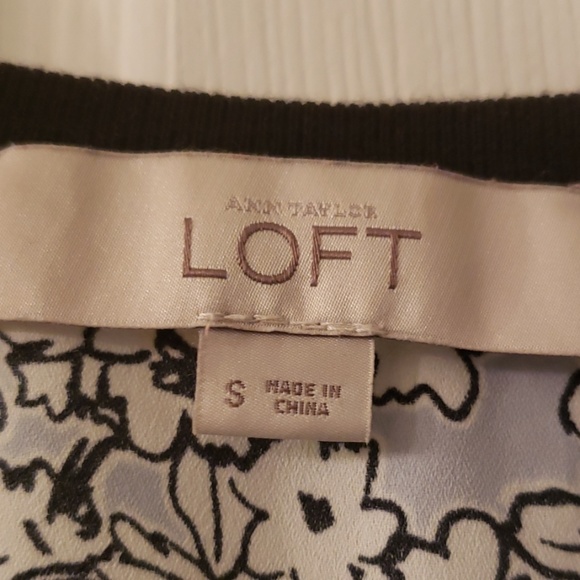 ANN TAYLOR
LOFT
S
MADE IN
CHINA